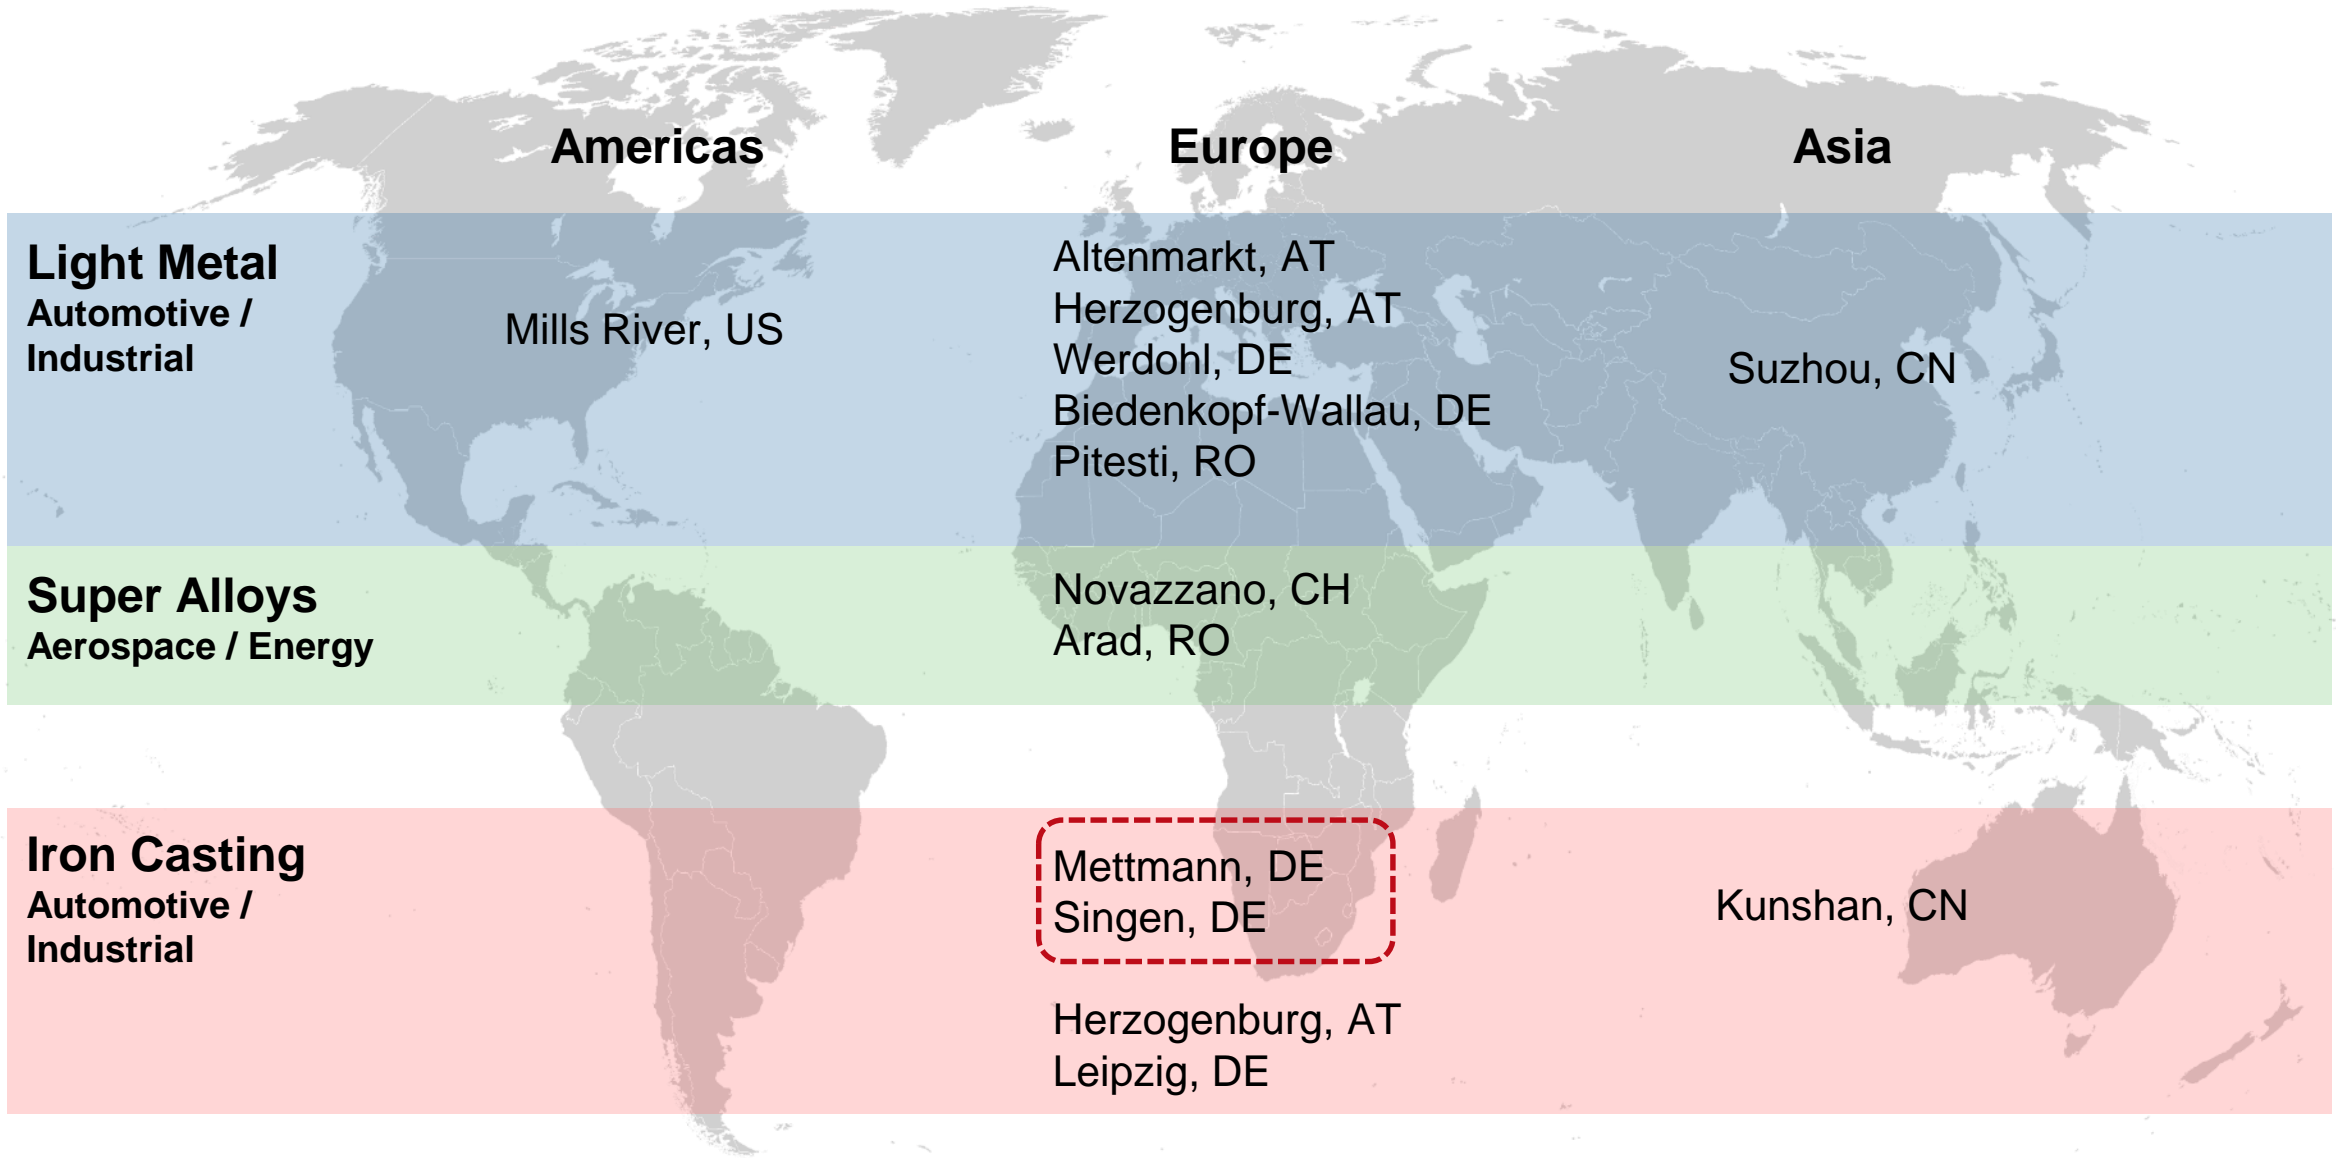 Americas
Europe
Asia
Light Metal
Automotive /
Industrial
Mills River, US
Altenmarkt, AT
Herzogenburg, AT
Werdohl, DE
Biedenkopf-Wallau, DE
Pitesti, RO
Suzhou, CN
Super Alloys
Aerospace / Energy
Novazzano, CH
Arad, RO
Iron Casting
Automotive /
Industrial
Mettmann, DE
Singen, DE
Herzogenburg, AT
Leipzig, DE
Kunshan, CN